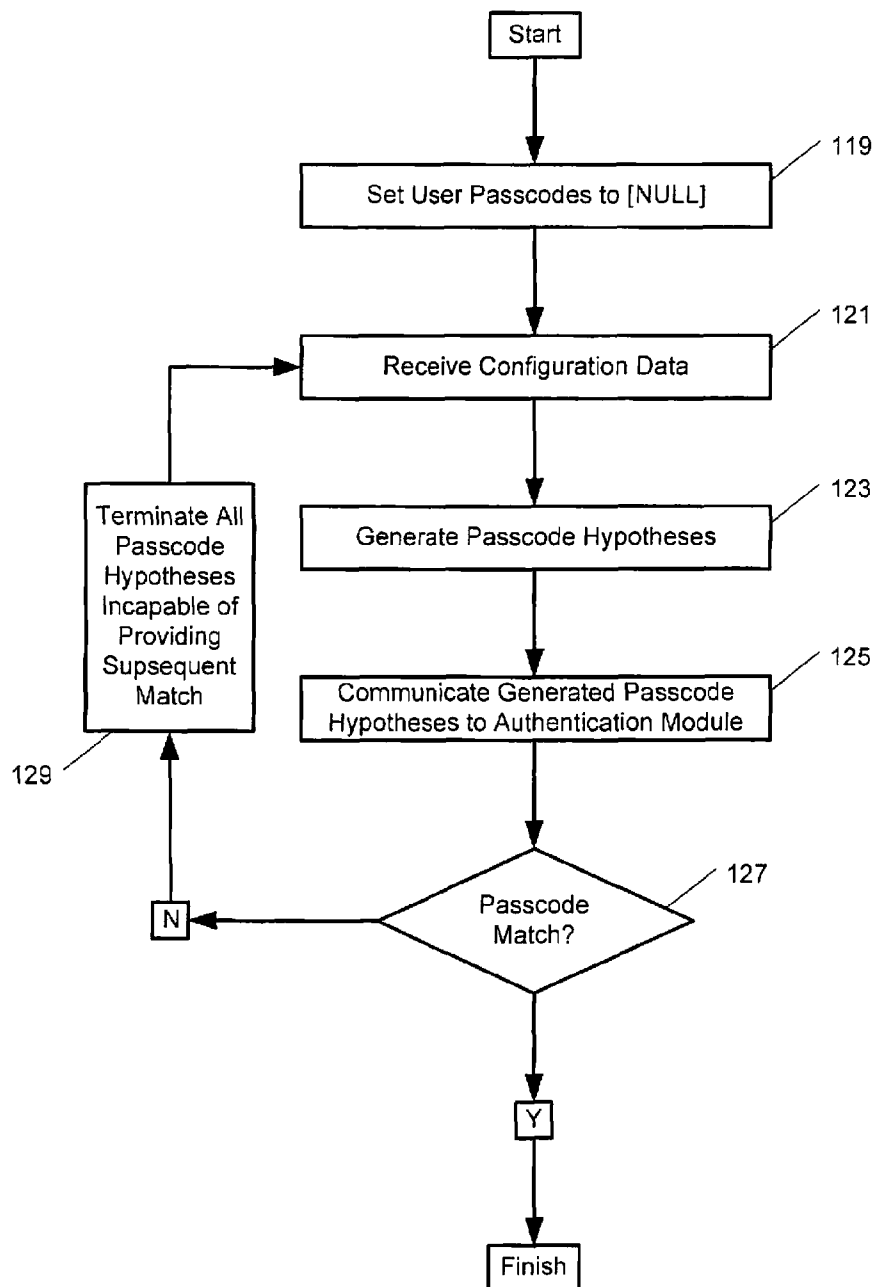 Start
119
Set User Passcodes to [NULL]
121
Receive Configuration Data
123
Generate Passcode Hypotheses
Terminate All
Passcode
Hypotheses
Incapable of
Providing
Supsequent
Match
129
125
Communicate Generated Passcode
Hypotheses to Authentication Module
127
Passcode
Match?
N
Y
Finish